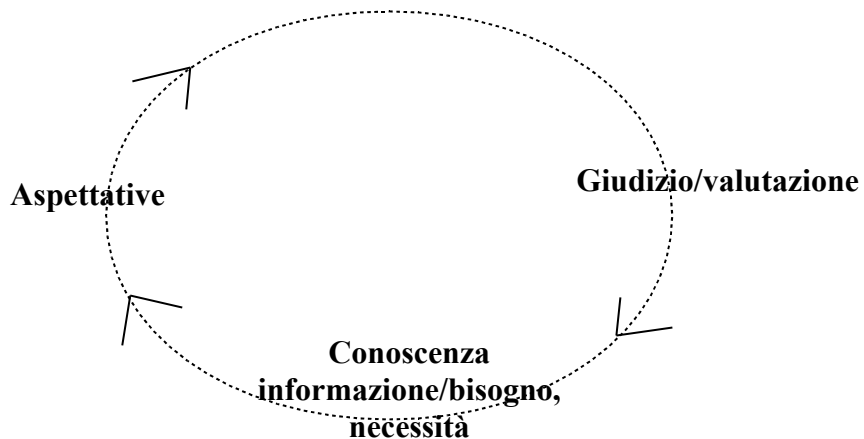 Aspettative
Giudizio/valutazione
Conoscenza
informazione/bisogno,
necessità